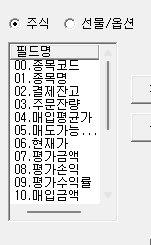 주식 선물/옵션
필드명
00.종목코드
01.종목명
02.결제잔고
03.주문잔량
04.매입평균가
05.매도가능...
06.현재가
07.평가금액
08.평가손익
09.평가수익률
10.매입금액